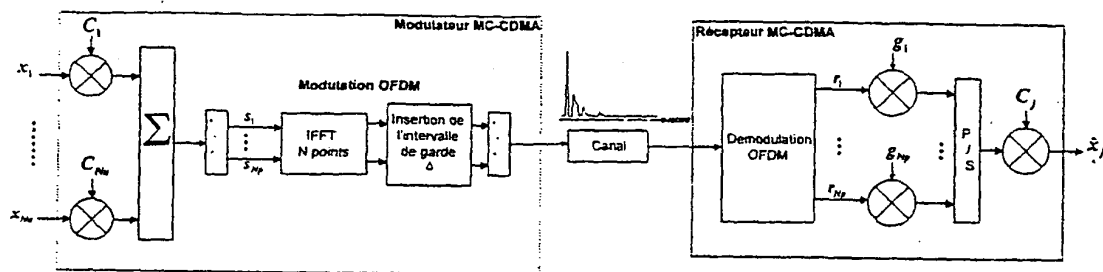 Modulateur MC-CDMA
Récepteur MC-CDMA
C1
x1
Modulation OFDM
Σ
s1
sNp
IFFT
N points
Insertion de
l'intervalle
de garde
Δ
CNu
xNu
Canal
Demodulation
OFDM
r1
rNp
g1
gNp
P
/
S
Cj
x̂j